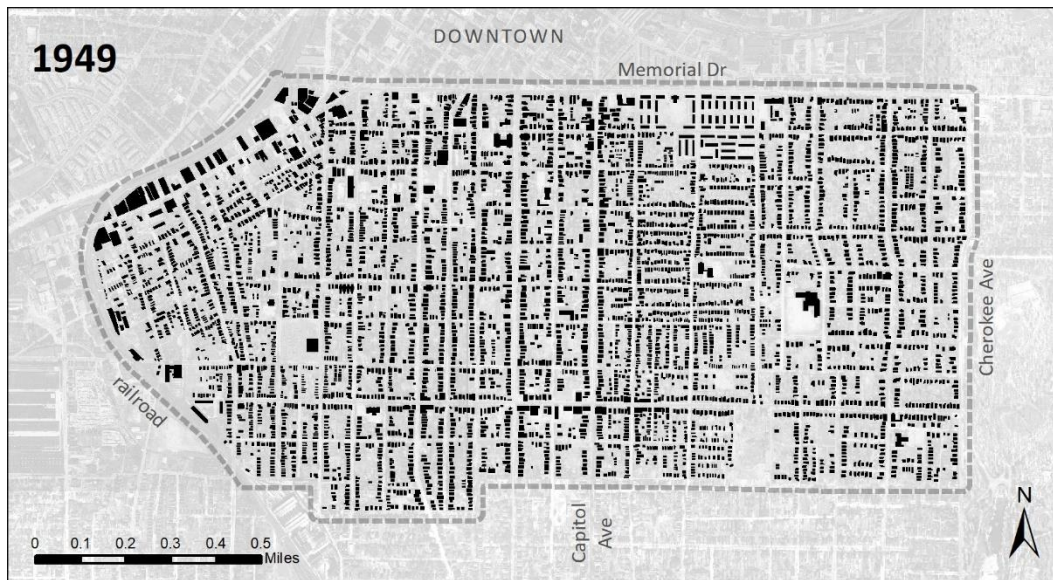 DOWNTOWN
1949
Memorial Dr
Cherokee Ave
railroad
Capitol
Ave
N
0 0.1 0.2 0.3 0.4 0.5
Miles